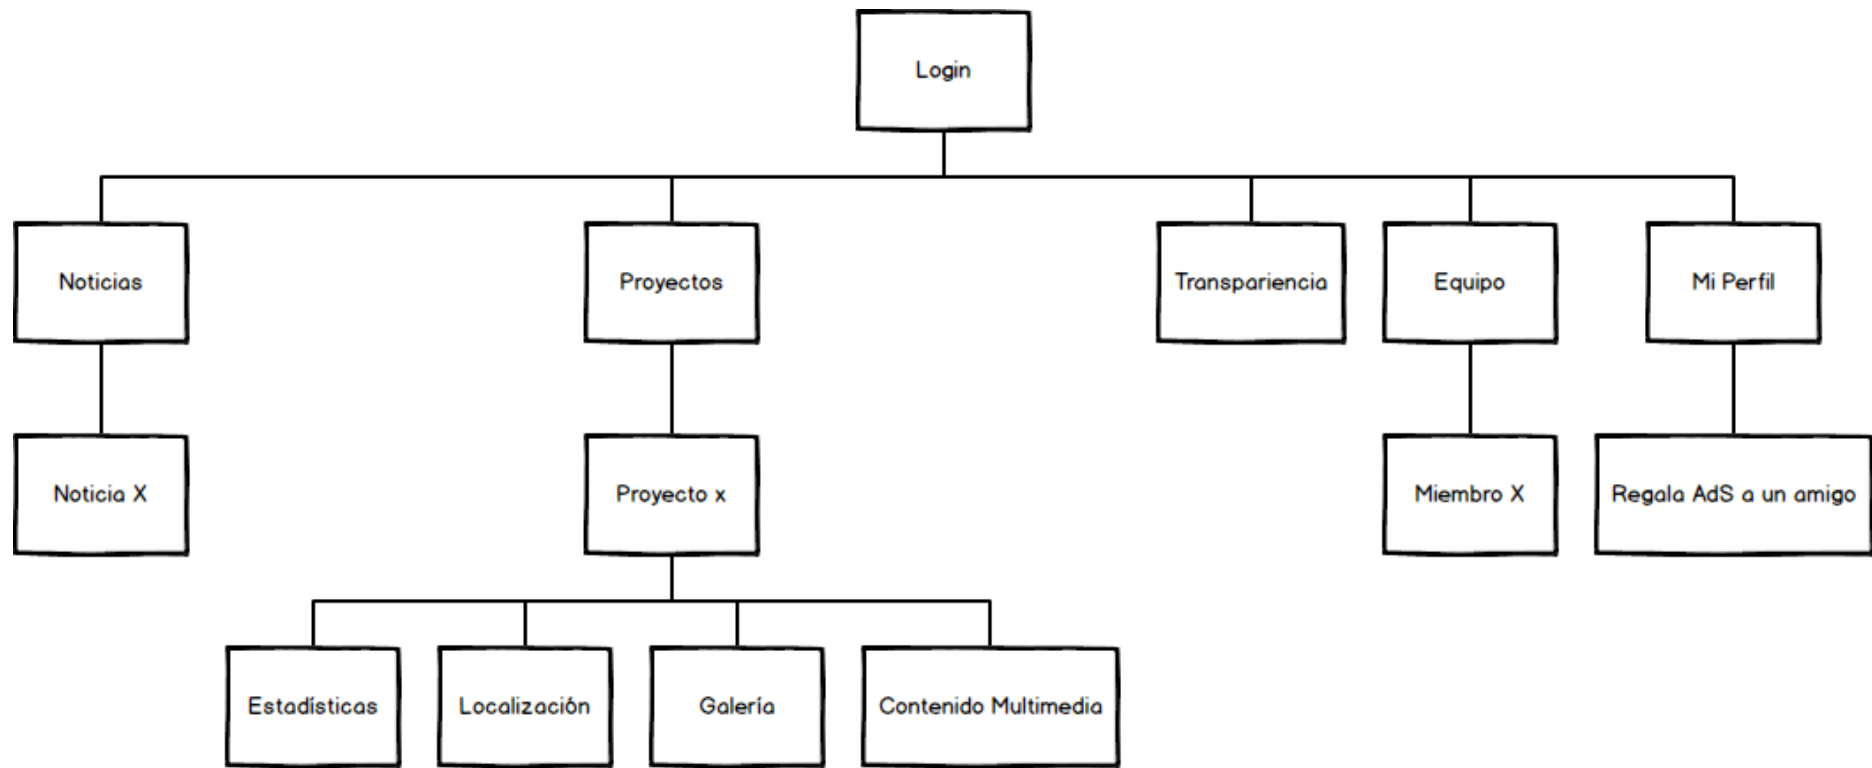 Login
Noticias
Proyectos
Transpariencia
Equipo
Mi Perfil
Noticia X
Proyecto x
Miembro X
Regala AdS a un amigo
Estadísticas
Localización
Galería
Contenido Multimedia